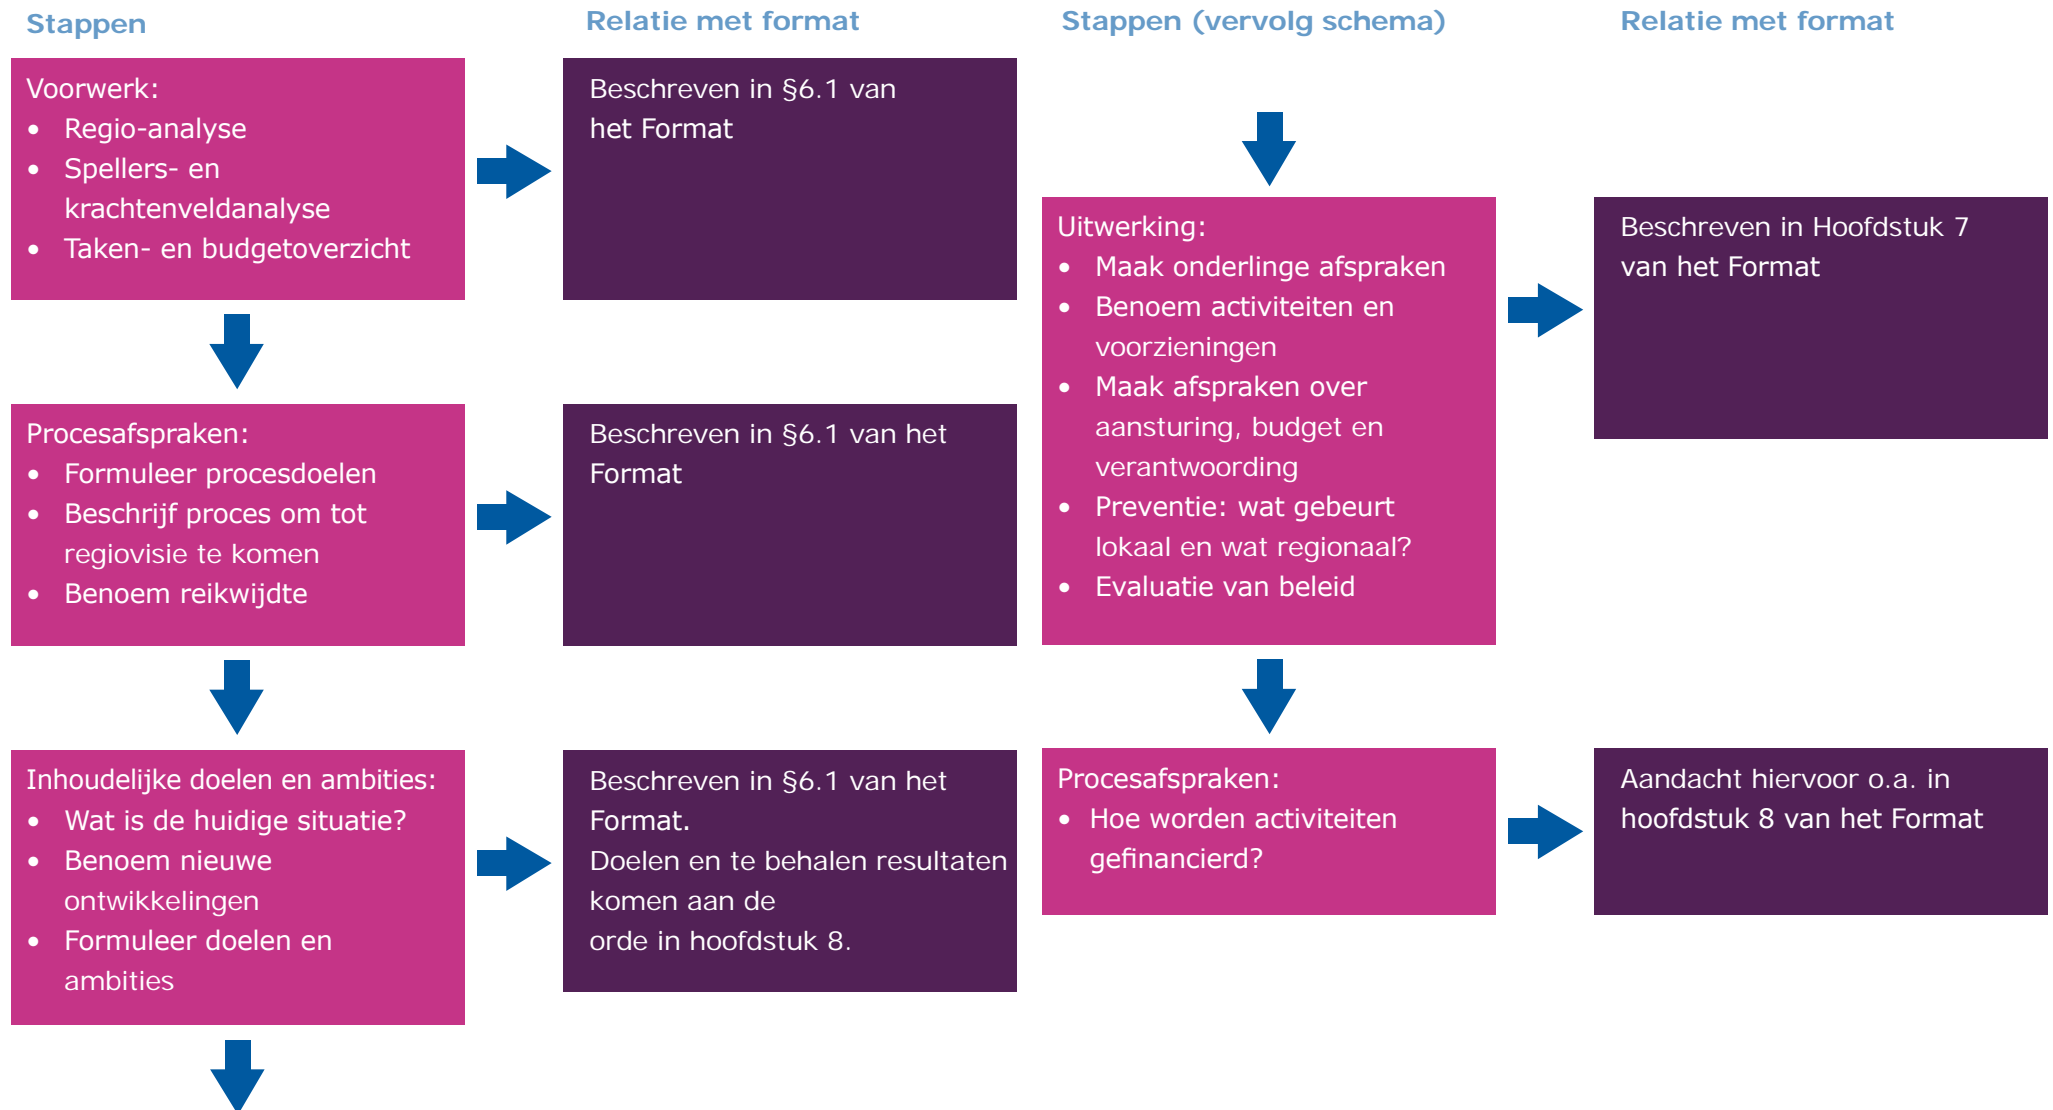 Stappen
Relatie met format
Voorwerk:
• Regio-analyse
• Spellers- en
krachtenveldanalyse
• Taken- en budgetoverzicht
Beschreven in §6.1 van
het Format
Procesafspraken:
• Formuleer procesdoelen
• Beschrijf proces om tot
regiovisie te komen
• Benoem reikwijdte
Beschreven in §6.1 van het
Format
Inhoudelijke doelen en ambities:
• Wat is de huidige situatie?
• Benoem nieuwe
ontwikkelingen
• Formuleer doelen en
ambities
Beschreven in §6.1 van het
Format.
Doelen en te behalen resultaten
komen aan de
orde in hoofdstuk 8.
Stappen (vervolg schema)
Relatie met format
Uitwerking:
• Maak onderlinge afspraken
• Benoem activiteiten en
voorzieningen
• Maak afspraken over
aansturing, budget en
verantwoording
• Preventie: wat gebeurt
lokaal en wat regionaal?
• Evaluatie van beleid
Beschreven in Hoofdstuk 7
van het Format
Procesafspraken:
• Hoe worden activiteiten
gefinancierd?
Aandacht hiervoor o.a. in
hoofdstuk 8 van het Format